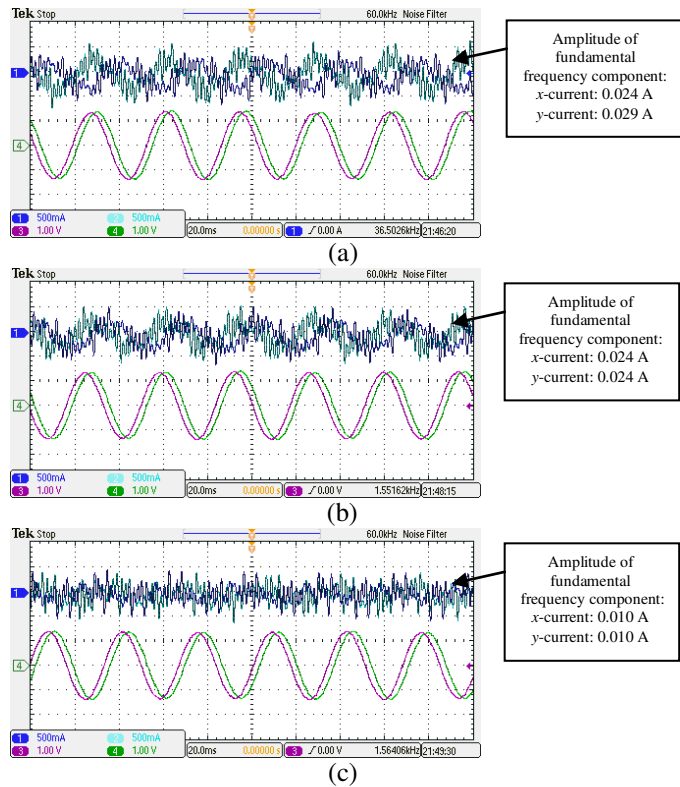 Tek Stop 60.0kHz Noise Filter
1
4
1 500mA 2 500mA
3 1.00 V 4 1.00 V 20.0ms 0.00000 s 1 0.00 A 36.5026kHz 21:46:20
Amplitude of
fundamental
frequency component:
x-current: 0.024 A
y-current: 0.029 A
(a)
Tek Stop 60.0kHz Noise Filter
1
4
1 500mA 2 500mA
3 1.00 V 4 1.00 V 20.0ms 0.00000 s 3 0.00 V 1.55162kHz 21:48:15
Amplitude of
fundamental
frequency component:
x-current: 0.024 A
y-current: 0.024 A
(b)
Tek Stop 60.0kHz Noise Filter
1
4
1 500mA 2 500mA
3 1.00 V 4 1.00 V 20.0ms 0.00000 s 3 0.00 V 1.56406kHz 21:49:30
Amplitude of
fundamental
frequency component:
x-current: 0.010 A
y-current: 0.010 A
(c)